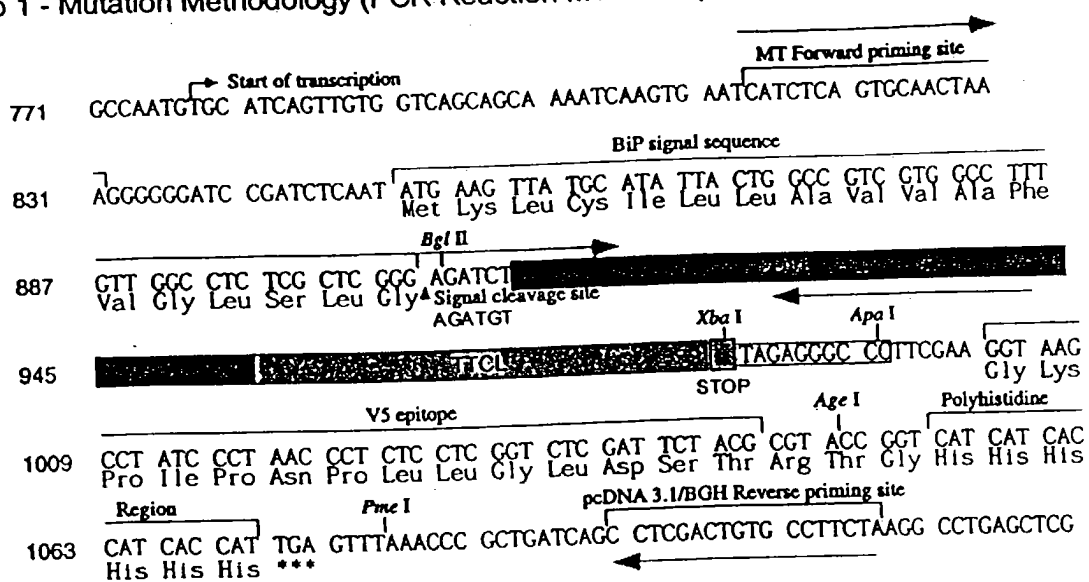 1 - Mutation Methodology (PCR Reaction
MT Forward priming site
Start of transcription
771 GCCAATGTGC ATCAGTTGTG GTCAGCAGCA AAATCAAGTG AATCATCTCA GTGCAACTAA
BiP signal sequence
831 AGGGGGGATC CGATCTCAAT ATG AAG TTA TGC ATA TTA CTG GCC GTC GTG GCC TTT
Met Lys Leu Cys Ile Leu Leu Ala Val Val Ala Phe
Bgl II
887 GTT GGC CTC TCG CTC GGG AGATCT
Val Gly Leu Ser Leu Gly Signal cleavage site
AGATGT
Xba I Apa I
945 TTCL TAGAGGGC CC TTCGAA GGT AAG
Gly Lys
STOP
V5 epitope Age I Polyhistidine
1009 CCT ATC CCT AAC CCT CTC CTC GGT CTC GAT TCT ACG CGT ACC GGT CAT CAT CAC
Pro Ile Pro Asn Pro Leu Leu Gly Leu Asp Ser Thr Arg Thr Gly His His His
Region Pme I pcDNA 3.1/BGH Reverse priming site
1063 CAT CAC CAT TGA GTTTAAACCC GCTGATCAGC CTCGACTGTG CCTTCTAAGG CCTGAGCTCG
His His His ***